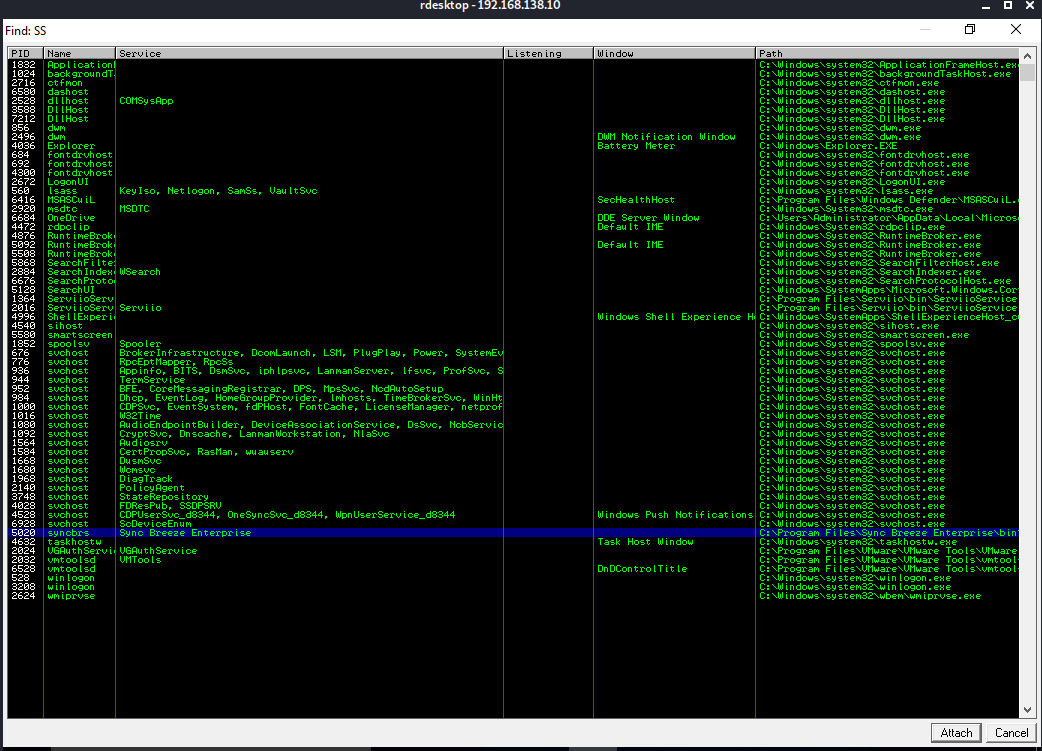 rdesktop - 192.168.138.10
Find: SS
PID Name Service Listening Window Path
1832 Application C:\Windows\system32\ApplicationFrameHost.exe
1024 backgroundT C:\Windows\system32\backgroundTaskHost.exe
2716 ctfmon C:\Windows\system32\ctfmon.exe
6580 dashost C:\Windows\system32\dashost.exe
2528 dllhost COMSysApp C:\Windows\system32\dllhost.exe
3588 DllHost C:\Windows\system32\DllHost.exe
7212 DllHost C:\Windows\system32\DllHost.exe
856 dwm C:\Windows\system32\dwm.exe
2496 dwm DWM Notification Window C:\Windows\system32\dwm.exe
4036 Explorer Battery Meter C:\Windows\Explorer.EXE
684 fontdrvhost C:\Windows\system32\fontdrvhost.exe
692 fontdrvhost C:\Windows\system32\fontdrvhost.exe
4300 fontdrvhost C:\Windows\system32\fontdrvhost.exe
2672 LogonUI C:\Windows\system32\LogonUI.exe
560 lsass KeyIso, Netlogon, SamSs, VaultSvc C:\Windows\system32\lsass.exe
6416 MSASCuiL SecHealthHost C:\Program Files\Windows Defender\MSASCuiL.
2920 msdtc MSDTC C:\Windows\System32\msdtc.exe
6684 OneDrive DDE Server Window C:\Users\Administrator\AppData\Local\Micros
4472 rdpclip Default IME C:\Windows\System32\rdpclip.exe
4876 RuntimeBrok C:\Windows\System32\RuntimeBroker.exe
5092 RuntimeBrok Default IME C:\Windows\System32\RuntimeBroker.exe
5508 RuntimeBrok C:\Windows\System32\RuntimeBroker.exe
5868 SearchFilte C:\Windows\system32\SearchFilterHost.exe
2884 SearchIndex WSearch C:\Windows\system32\SearchIndexer.exe
6676 SearchProto C:\Windows\system32\SearchProtocolHost.exe
5128 SearchUI C:\Windows\SystemApps\Microsoft.Windows.Cor
1364 ServiioServ C:\Program Files\Serviio\bin\ServiioService
2016 ServiioServ Serviio C:\Program Files\Serviio\bin\ServiioService
4996 ShellExperi Windows Shell Experience H C:\Windows\SystemApps\ShellExperienceHost_c
4540 sihost C:\Windows\system32\sihost.exe
5580 smartscreen C:\Windows\system32\smartscreen.exe
1852 spoolsv Spooler C:\Windows\system32\spoolsv.exe
676 svchost BrokerInfrastructure, DcomLaunch, LSM, PlugPlay, Power, SystemEv C:\Windows\system32\svchost.exe
776 svchost RpcEptMapper, RpcSs C:\Windows\system32\svchost.exe
936 svchost Appinfo, BITS, DsmSvc, iphlpsvc, LanmanServer, lfsvc, ProfSvc, S C:\Windows\system32\svchost.exe
944 svchost TermService C:\Windows\system32\svchost.exe
952 svchost BFE, CoreMessagingRegistrar, DPS, MpsSvc, NcdAutoSetup C:\Windows\system32\svchost.exe
984 svchost Dhcp, EventLog, HomeGroupProvider, lmhosts, TimeBrokerSvc, WinHt C:\Windows\system32\svchost.exe
1000 svchost CDPSvc, EventSystem, fdPHost, FontCache, LicenseManager, netprof C:\Windows\system32\svchost.exe
1016 svchost W32Time C:\Windows\system32\svchost.exe
1080 svchost AudioEndpointBuilder, DeviceAssociationService, DsSvc, NcbServic C:\Windows\system32\svchost.exe
1092 svchost CryptSvc, Dnscache, LanmanWorkstation, NlaSvc C:\Windows\system32\svchost.exe
1564 svchost Audiosrv C:\Windows\system32\svchost.exe
1584 svchost CertPropSvc, RasMan, wuauserv C:\Windows\system32\svchost.exe
1668 svchost DusmSvc C:\Windows\system32\svchost.exe
1680 svchost Wcmsvc C:\Windows\system32\svchost.exe
1968 svchost DiagTrack C:\Windows\system32\svchost.exe
2140 svchost PolicyAgent C:\Windows\system32\svchost.exe
3748 svchost StateRepository C:\Windows\system32\svchost.exe
4028 svchost FDResPub, SSDPSRV C:\Windows\system32\svchost.exe
4528 svchost CDPUserSvc_d8344, OneSyncSvc_d8344, WpnUserService_d8344 Windows Push Notifications C:\Windows\system32\svchost.exe
6928 svchost ScDeviceEnum C:\Windows\system32\svchost.exe
5020 syncbrs Sync Breeze Enterprise C:\Program Files\Sync Breeze Enterprise\bin
4632 taskhostw Task Host Window C:\Windows\system32\taskhostw.exe
2024 VGAuthServi VGAuthService C:\Program Files\VMware\VMware Tools\VMware
2032 vmtoolsd VMTools C:\Program Files\VMware\VMware Tools\vmtool
6528 vmtoolsd DnDControlTitle C:\Program Files\VMware\VMware Tools\vmtool
528 winlogon C:\Windows\system32\winlogon.exe
3208 winlogon C:\Windows\system32\winlogon.exe
2624 wmiprvse C:\Windows\system32\wbem\wmiprvse.exe
Attach Cancel